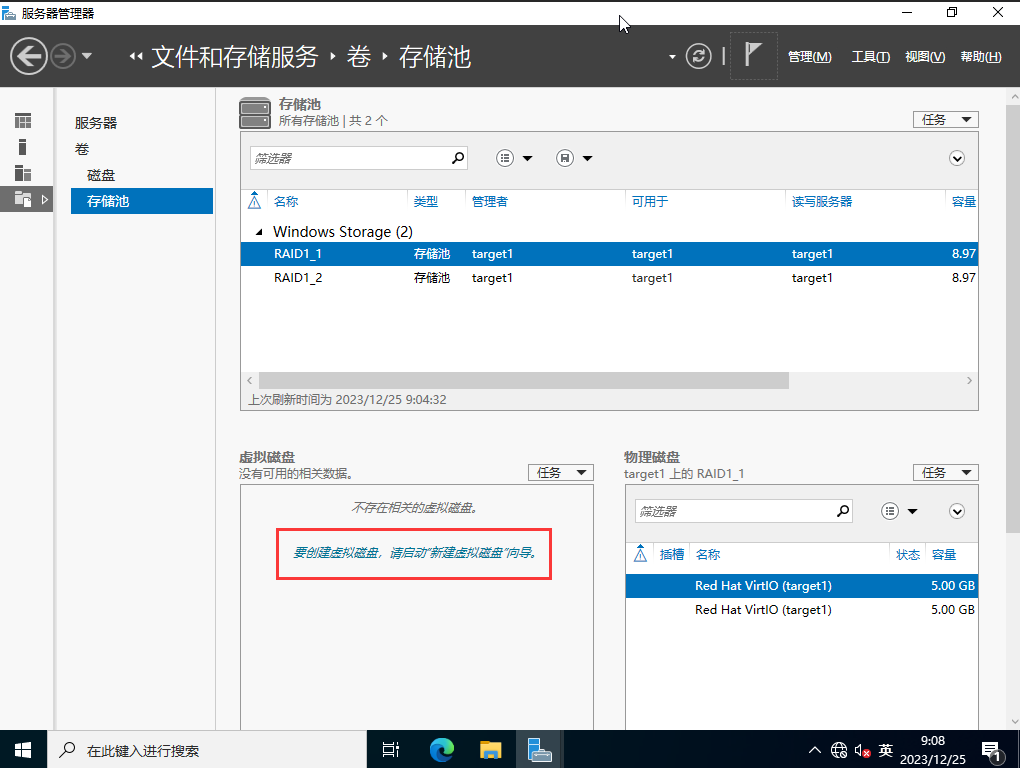 服务器管理器
文件和存储服务 卷 存储池
管理(M) 工具(T) 视图(V) 帮助(H)
服务器
卷
磁盘
存储池
存储池
所有存储池 | 共 2 个
任务
筛选器
名称 类型 管理者 可用于 读写服务器 容量
Windows Storage (2)
RAID1_1 存储池 target1 target1 target1 8.97
RAID1_2 存储池 target1 target1 target1 8.97
上次刷新时间为 2023/12/25 9:04:32
虚拟磁盘
没有可用的相关数据。
任务
不存在相关的虚拟磁盘。
要创建虚拟磁盘，请启动“新建虚拟磁盘”向导。
物理磁盘
target1 上的 RAID1_1
任务
筛选器
插槽 名称 状态 容量
Red Hat VirtIO (target1) 5.00 GB
Red Hat VirtIO (target1) 5.00 GB
在此键入进行搜索
英
9:08
2023/12/25
1